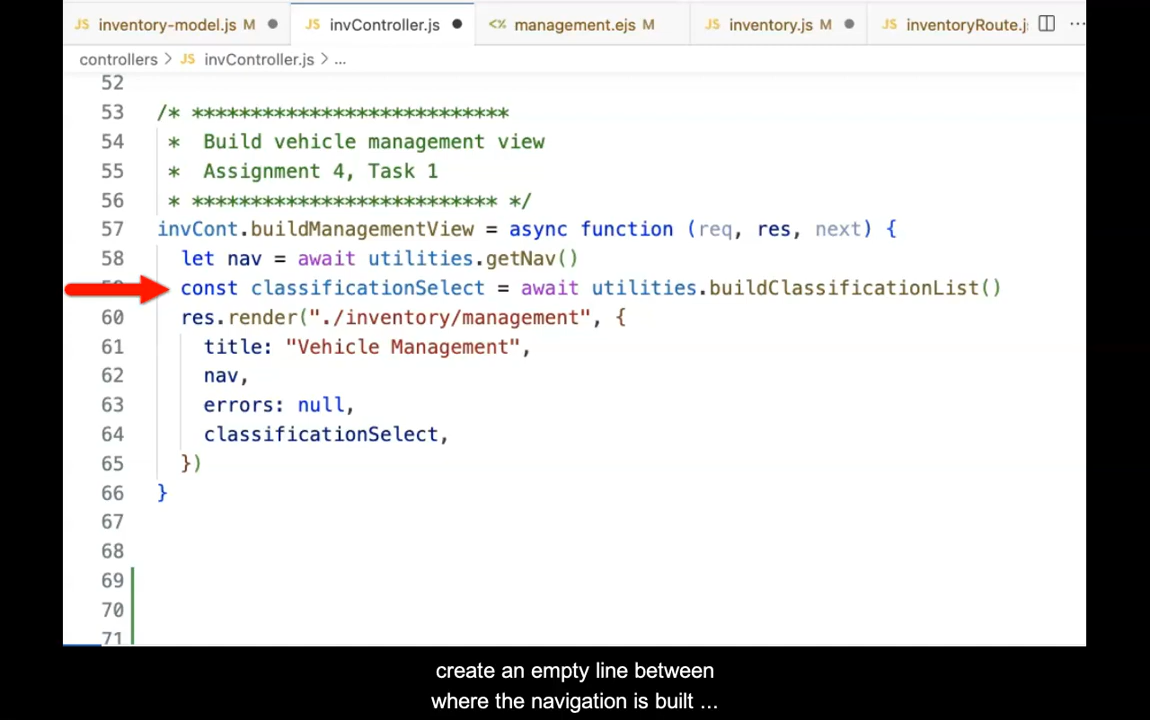 JS inventory-model.js M
JS invController.js
<% management.ejs M
JS inventory.js M
JS inventoryRoute.j
controllers > JS invController.js > ...
52
53 /* ***************************
54 * Build vehicle management view
55 * Assignment 4, Task 1
56 * ************************** */
57 invCont.buildManagementView = async function (req, res, next) {
58 let nav = await utilities.getNav()
const classificationSelect = await utilities.buildClassificationList()
60 res.render("./inventory/management", {
61 title: "Vehicle Management",
62 nav,
63 errors: null,
64 classificationSelect,
65 })
66 }
67
68
69
70
71
create an empty line between
where the navigation is built ...